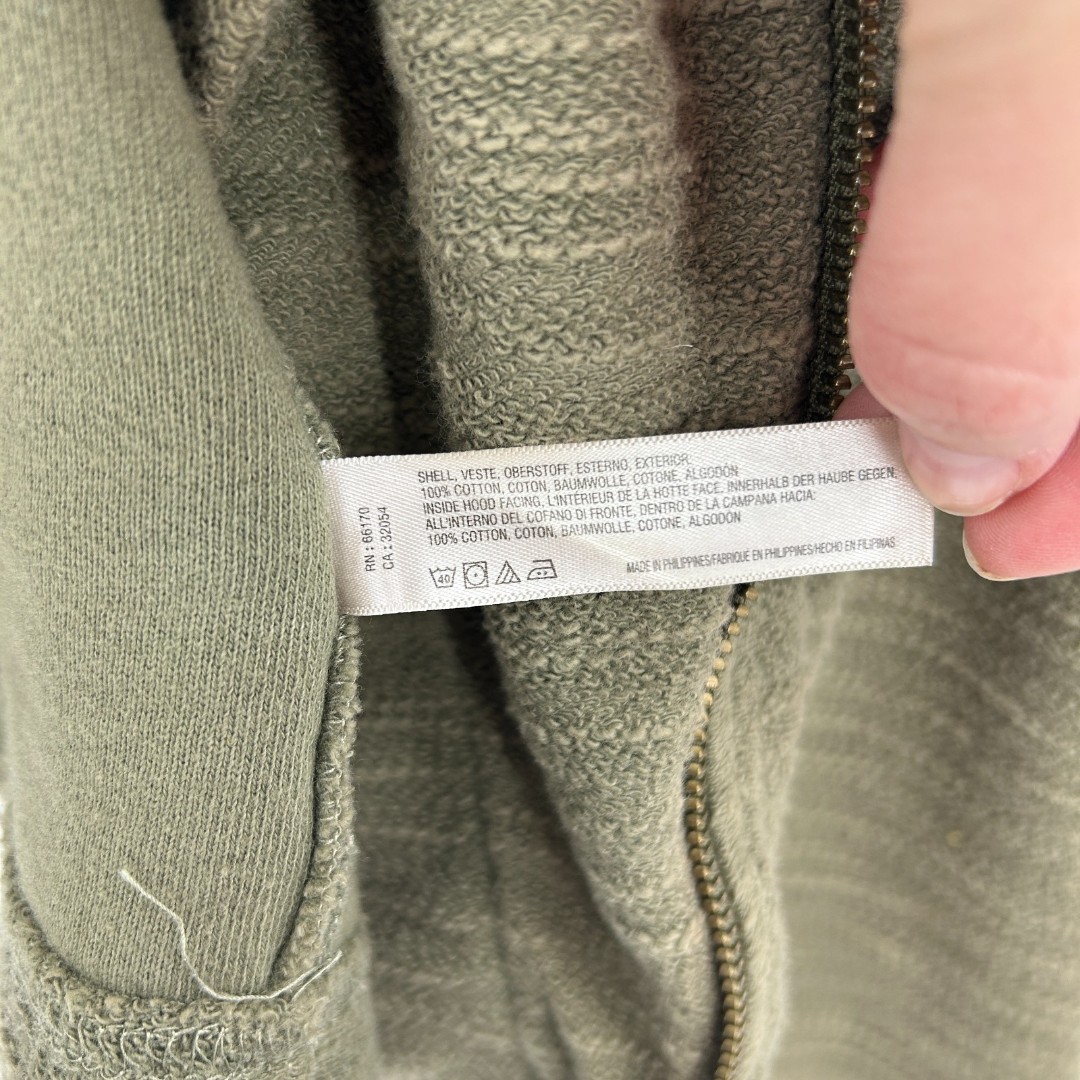 SHELL, VESTE, OBERSTOFF, ESTERNO, EXTERIOR:
100% COTTON, COTON, BAUMWOLLE, COTONE, ALGODÓN
INSIDE HOOD FACING, L'INTÉRIEUR DE LA HOTTE FACE, INNERHALB DER HAUBE GEGEN,
ALL'INTERNO DEL COFANO DI FRONTE, DENTRO DE LA CAMPANA HACIA:
100% COTTON, COTON, BAUMWOLLE, COTONE, ALGODÓN
RN: 66170
CA: 32054
40
MADE IN PHILIPPINES/FABRIQUE EN PHILIPPINES/HECHO EN FILIPINAS